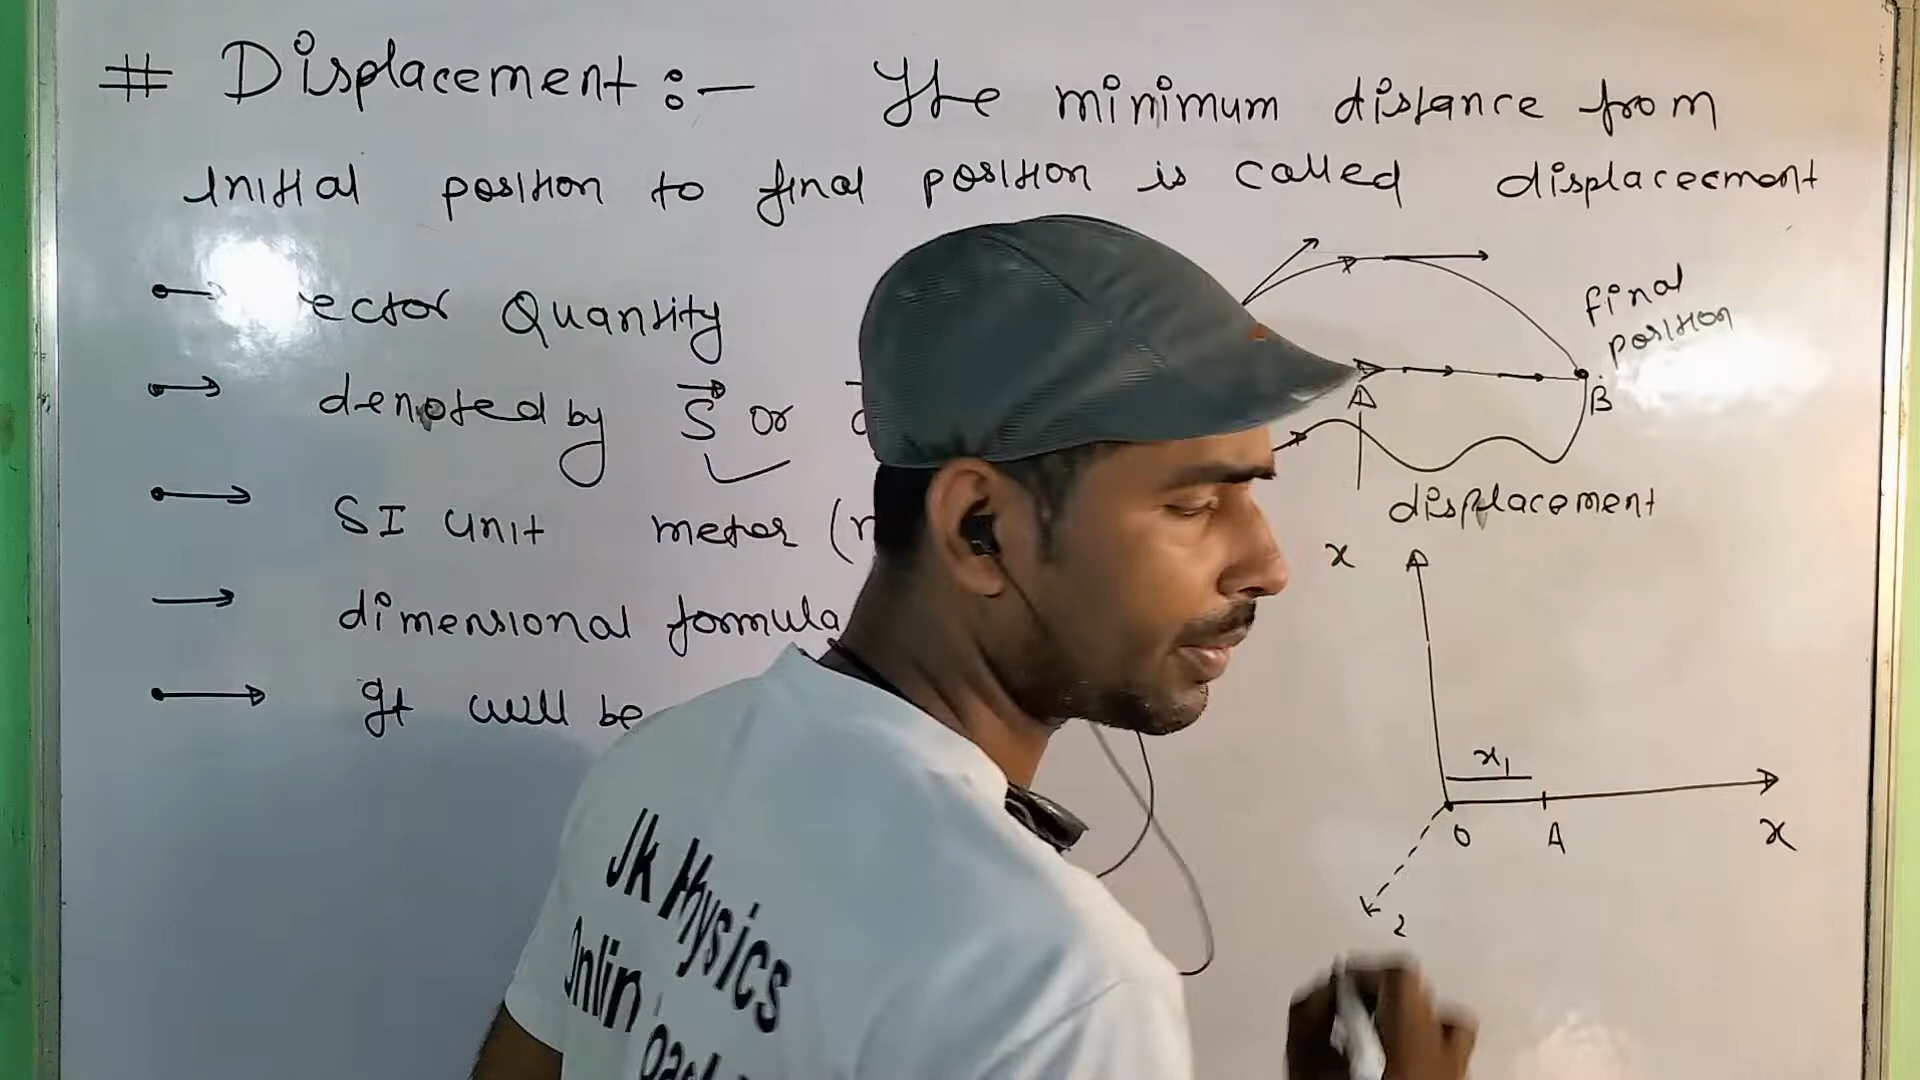 # Displacement :- The minimum distance from
initial position to final position is called displacecment
ector Quantity
denoted by S or
SI unit meter (
dimensional formula
It will be
final
position
A
B
displacement
x
x1
O A
x
z
Jk Physics
Onlin